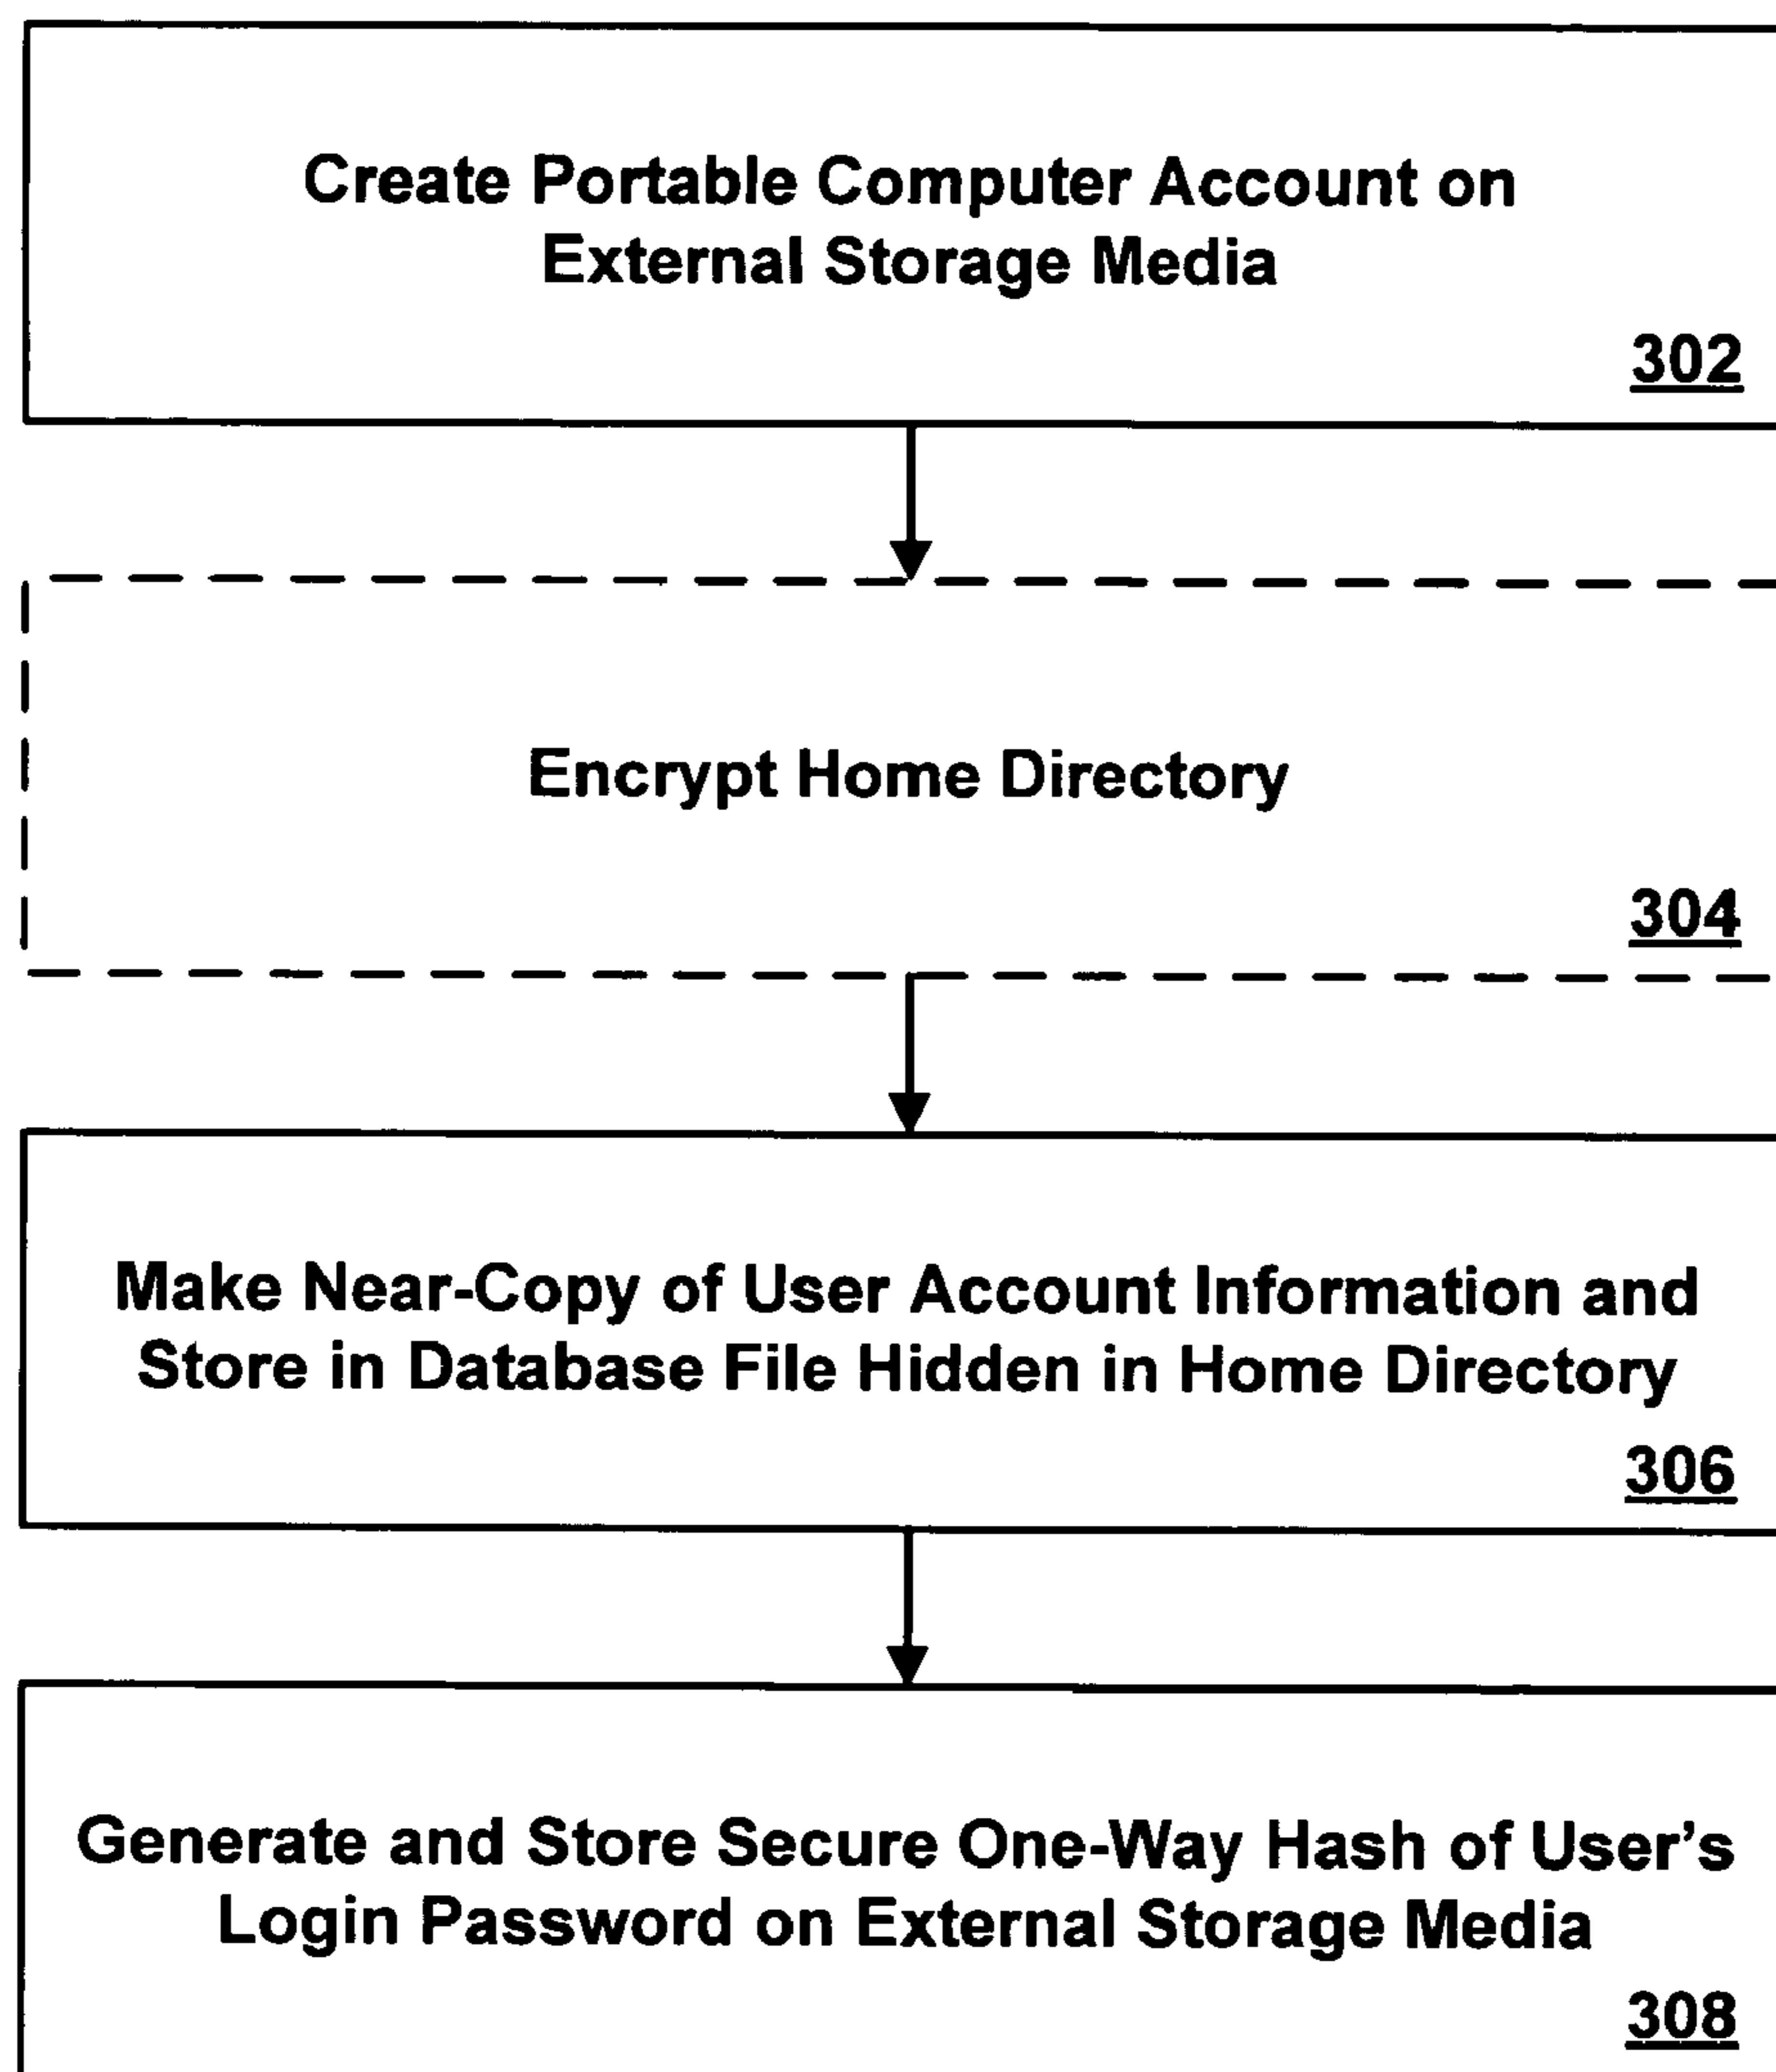 Create Portable Computer Account on
External Storage Media
302
Encrypt Home Directory
304
Make Near-Copy of User Account Information and
Store in Database File Hidden in Home Directory
306
Generate and Store Secure One-Way Hash of User's
Login Password on External Storage Media
308